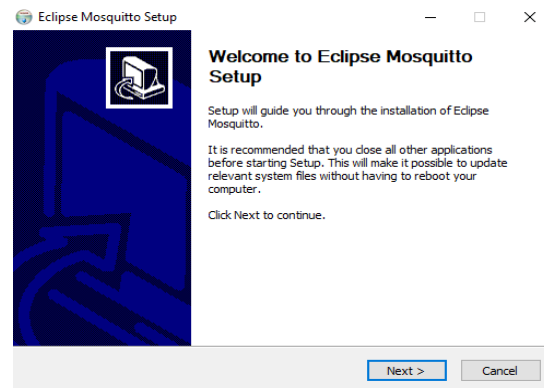 Eclipse Mosquitto Setup
Welcome to Eclipse Mosquitto
Setup
Setup will guide you through the installation of Eclipse
Mosquitto.
It is recommended that you close all other applications
before starting Setup. This will make it possible to update
relevant system files without having to reboot your
computer.
Click Next to continue.
Next >
Cancel